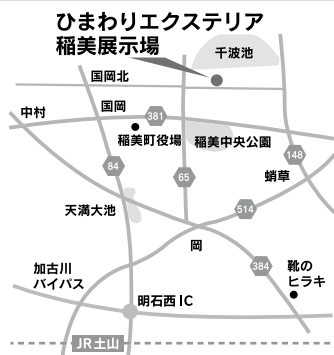 ひまわりエクステリア
稲美展示場
千波池
国岡北
中村
国岡
381
稲美町役場
稲美中央公園
148
84
65
蛸草
天満大池
514
岡
384
加古川
バイパス
靴の
ヒラキ
明石西IC
JR土山